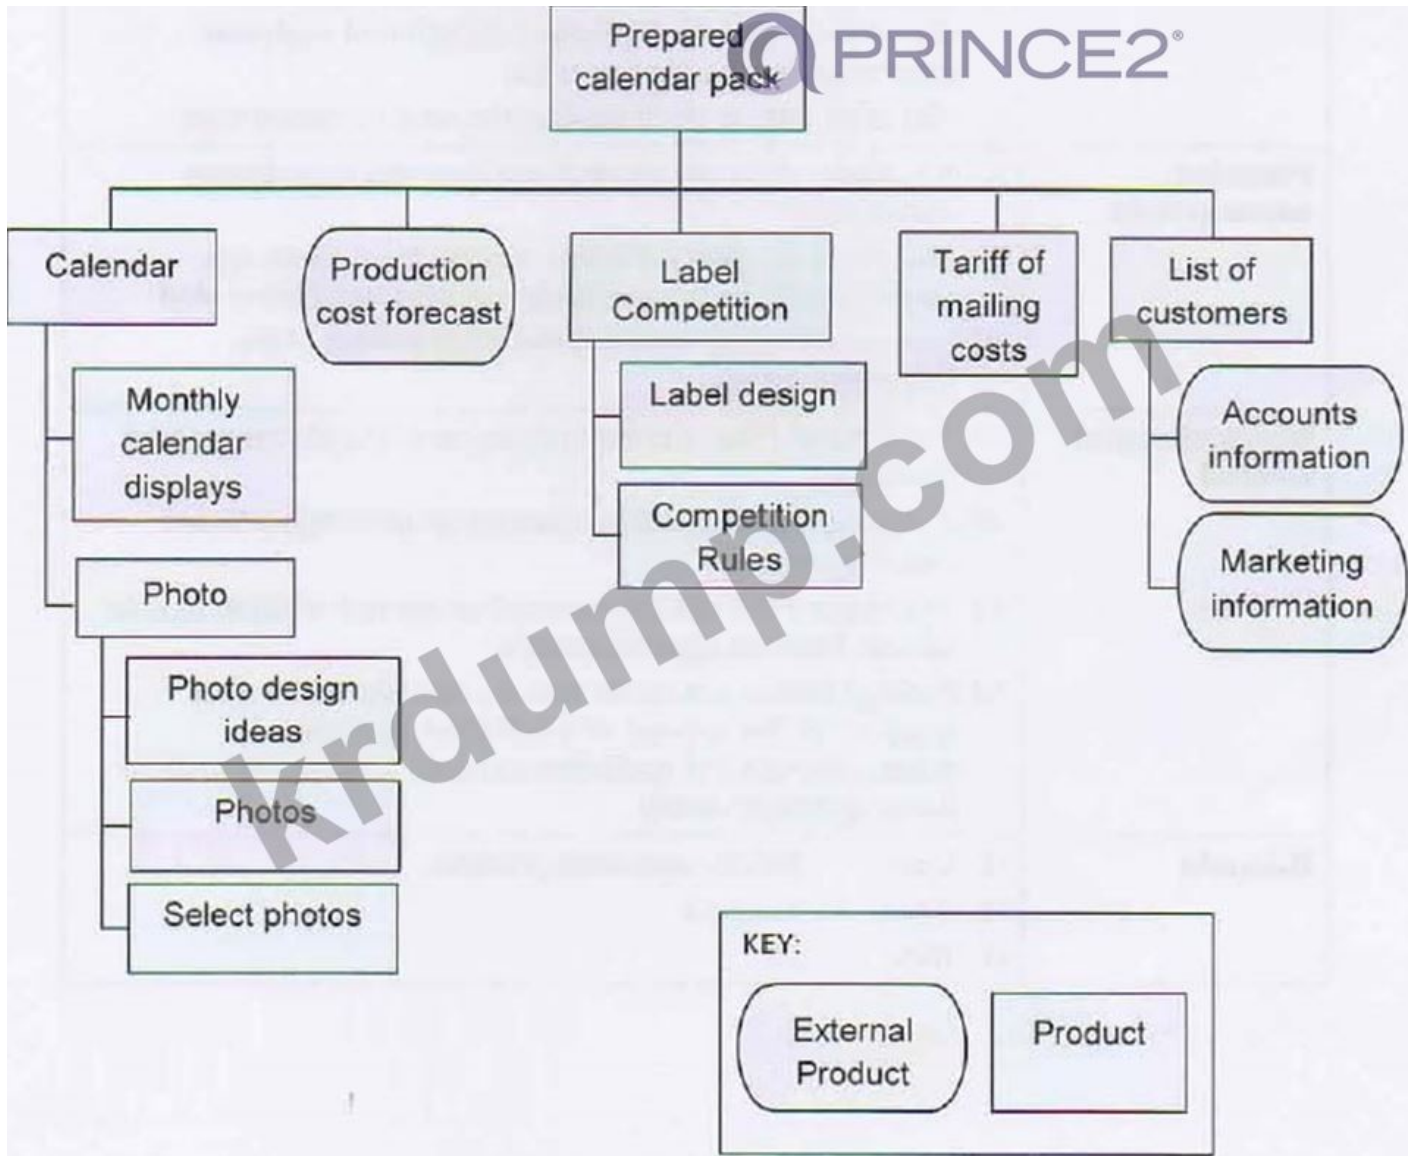 Prepared
calendar pack
PRINCE2®
Calendar
Production
cost forecast
Label
Competition
Tariff of
mailing
costs
List of
customers
Monthly
calendar
displays
Label design
Competition
Rules
Accounts
information
Marketing
information
Photo
Photo design
ideas
Photos
Select photos
krdump.com
KEY:
External
Product
Product